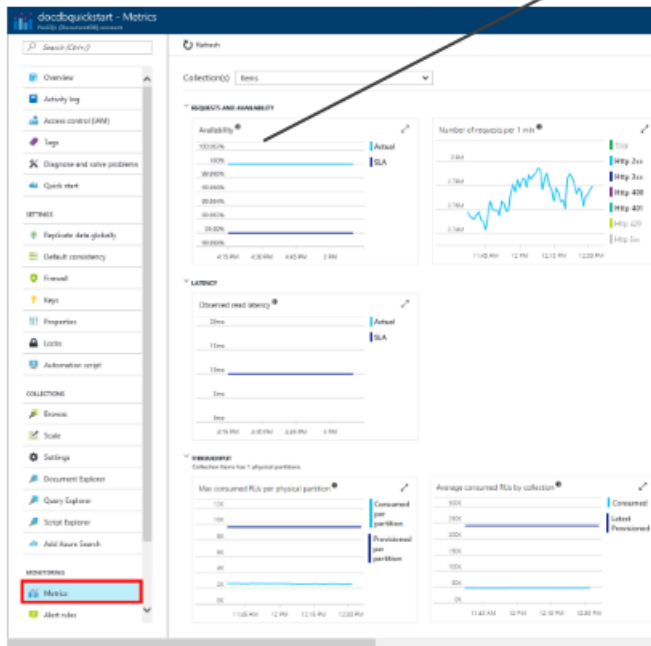 docdbquickstart - Metrics
NoSQL (DocumentDB) account
Search (Ctrl+/)
Overview
Activity log
Access control (IAM)
Tags
Diagnose and solve problems
Quick start
SETTINGS
Replicate data globally
Default consistency
Firewall
Keys
Properties
Locks
Automation script
COLLECTIONS
Browse
Scale
Settings
Document Explorer
Query Explorer
Script Explorer
Add Azure Search
MONITORING
Metrics
Alert rules
Refresh
Collection(s) Items
REQUESTS AND AVAILABILITY
Availability
100%
Actual
SLA
4:15 PM 4:30 PM 4:45 PM 5 PM
Number of requests per 1 min
Http 2xx
Http 3xx
Http 400
Http 401
Http 429
Http 5xx
11:45 AM 12 PM 12:15 PM 12:30 PM
LATENCY
Observed read latency
20ms
15ms
10ms
5ms
0ms
Actual
SLA
4:15 PM 4:30 PM 4:45 PM 5 PM
THROUGHPUT
Collection Items has 1 physical partitions
Max consumed RUs per physical partition
12K
10K
8K
6K
4K
2K
0K
Consumed
per
partition
Provisioned
per
partition
11:45 AM 12 PM 12:15 PM 12:30 PM
Average consumed RUs by collection
300K
250K
200K
150K
100K
50K
0K
Consumed
Latest
Provisioned
11:45 AM 12 PM 12:15 PM 12:30 PM